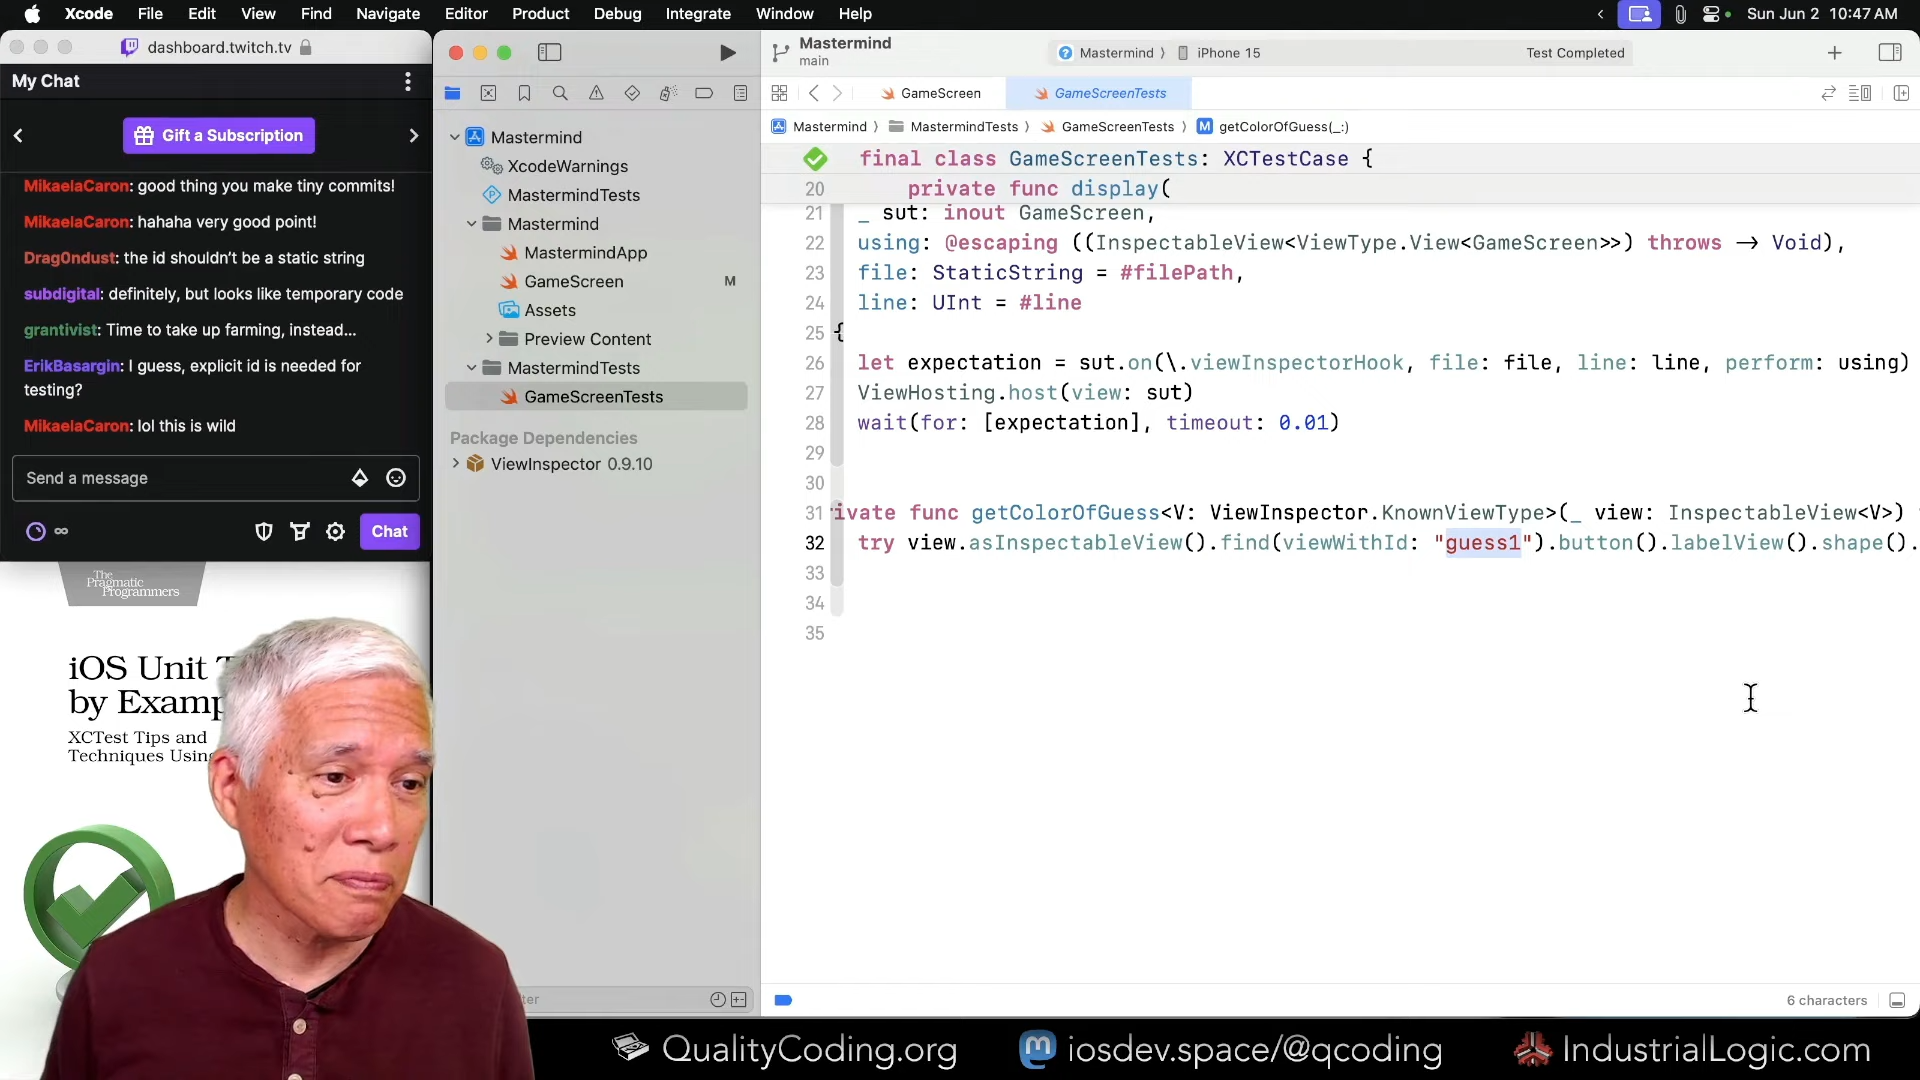 Xcode File Edit View Find Navigate Editor Product Debug Integrate Window Help
Sun Jun 2 10:47 AM
dashboard.twitch.tv
My Chat
Gift a Subscription
MikaelaCaron: good thing you make tiny commits!
MikaelaCaron: hahaha very good point!
Drag0ndust: the id shouldn't be a static string
subdigital: definitely, but looks like temporary code
grantivist: Time to take up farming, instead...
ErikBasargin: I guess, explicit id is needed for
testing?
MikaelaCaron: lol this is wild
Send a message
Chat
The
Pragmatic
Programmers
iOS Unit T
by Examp
XCTest Tips and
Techniques Using
Mastermind
XcodeWarnings
MastermindTests
Mastermind
MastermindApp
GameScreen M
Assets
Preview Content
MastermindTests
GameScreenTests
Package Dependencies
ViewInspector 0.9.10
ter
Mastermind
main
Mastermind 〉 iPhone 15
Test Completed
GameScreen
GameScreenTests
Mastermind 〉 MastermindTests 〉 GameScreenTests 〉 M getColorOfGuess(_:)
final class GameScreenTests: XCTestCase {
20 private func display(
21 _ sut: inout GameScreen,
22 using: @escaping ((InspectableView<ViewType.View<GameScreen>>) throws -> Void),
23 file: StaticString = #filePath,
24 line: UInt = #line
25 {
26 let expectation = sut.on(\.viewInspectorHook, file: file, line: line, perform: using)
27 ViewHosting.host(view: sut)
28 wait(for: [expectation], timeout: 0.01)
29
30
31 ivate func getColorOfGuess<V: ViewInspector.KnownViewType>(_ view: InspectableView<V>)
32 try view.asInspectableView().find(viewWithId: "guess1").button().labelView().shape().
33
34
35
6 characters
QualityCoding.org
iosdev.space/@qcoding
IndustrialLogic.com